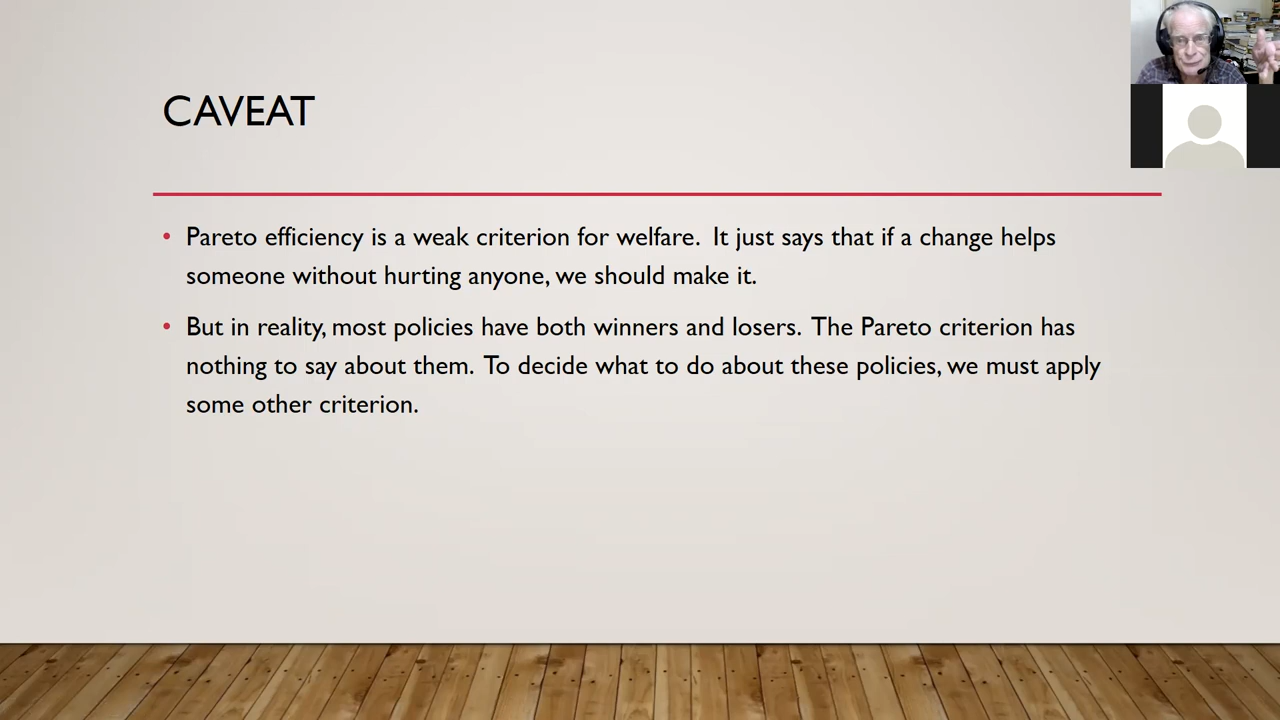 CAVEAT
• Pareto efficiency is a weak criterion for welfare.  It just says that if a change helps
someone without hurting anyone, we should make it.
• But in reality, most policies have both winners and losers.  The Pareto criterion has
nothing to say about them.  To decide what to do about these policies, we must apply
some other criterion.